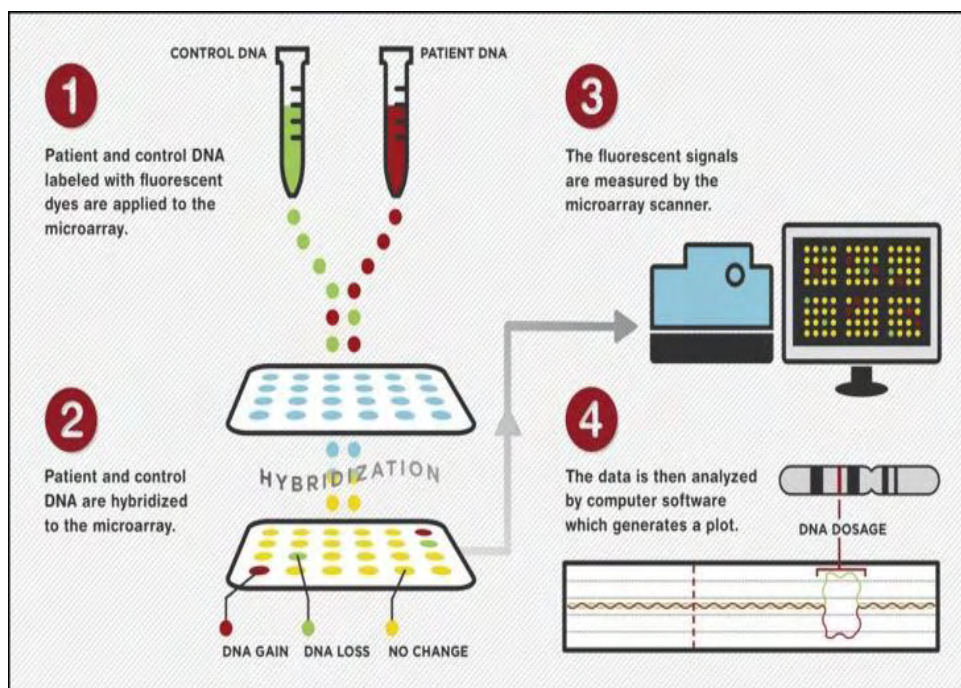 CONTROL DNA
PATIENT DNA
1
Patient and control DNA
labeled with fluorescent
dyes are applied to the
microarray.
2
Patient and control
DNA are hybridized
to the microarray.
HYBRIDIZATION
DNA GAIN
DNA LOSS
NO CHANGE
3
The fluorescent signals
are measured by the
microarray scanner.
4
The data is then analyzed
by computer software
which generates a plot.
DNA DOSAGE